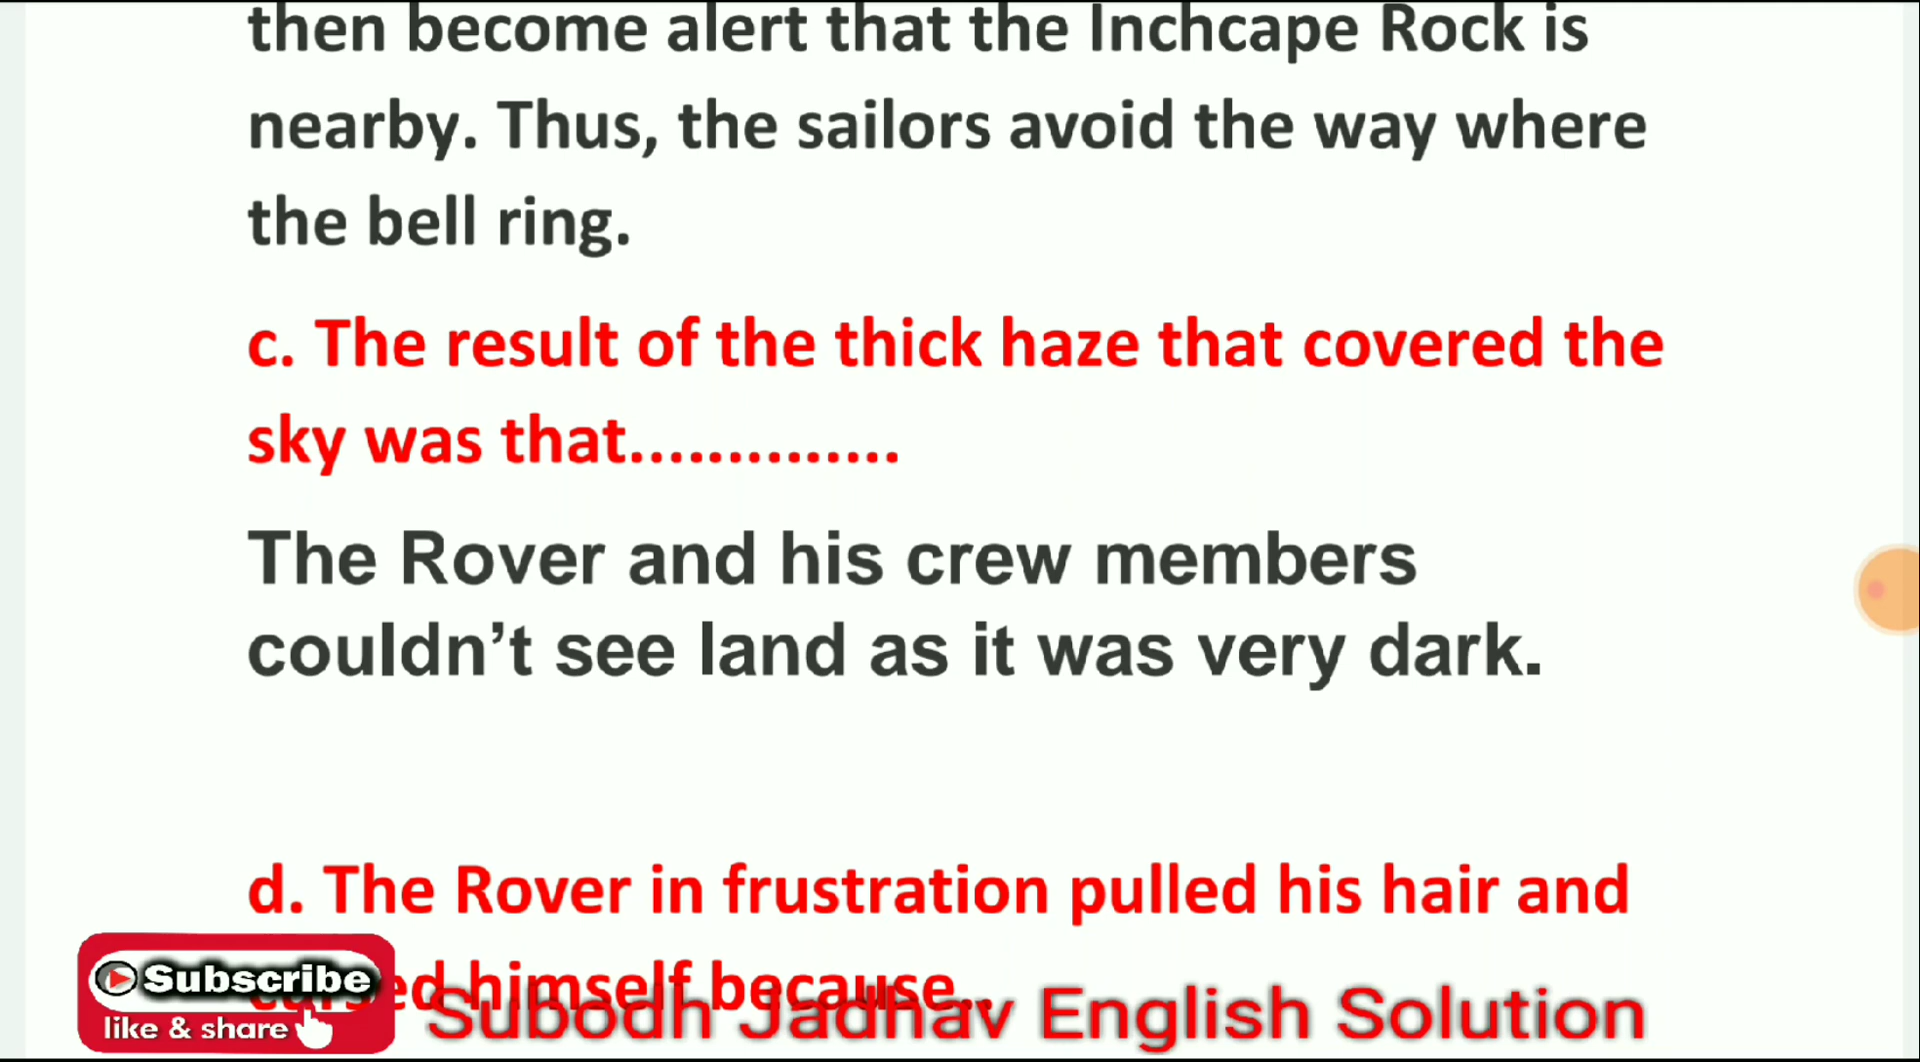 then become alert that the Inchcape Rock is
nearby. Thus, the sailors avoid the way where
the bell ring.
c. The result of the thick haze that covered the
sky was that..............
The Rover and his crew members
couldn't see land as it was very dark.
d. The Rover in frustration pulled his hair and
cursed himself because..
Subscribe
like & share
Subodh Jadhav English Solution